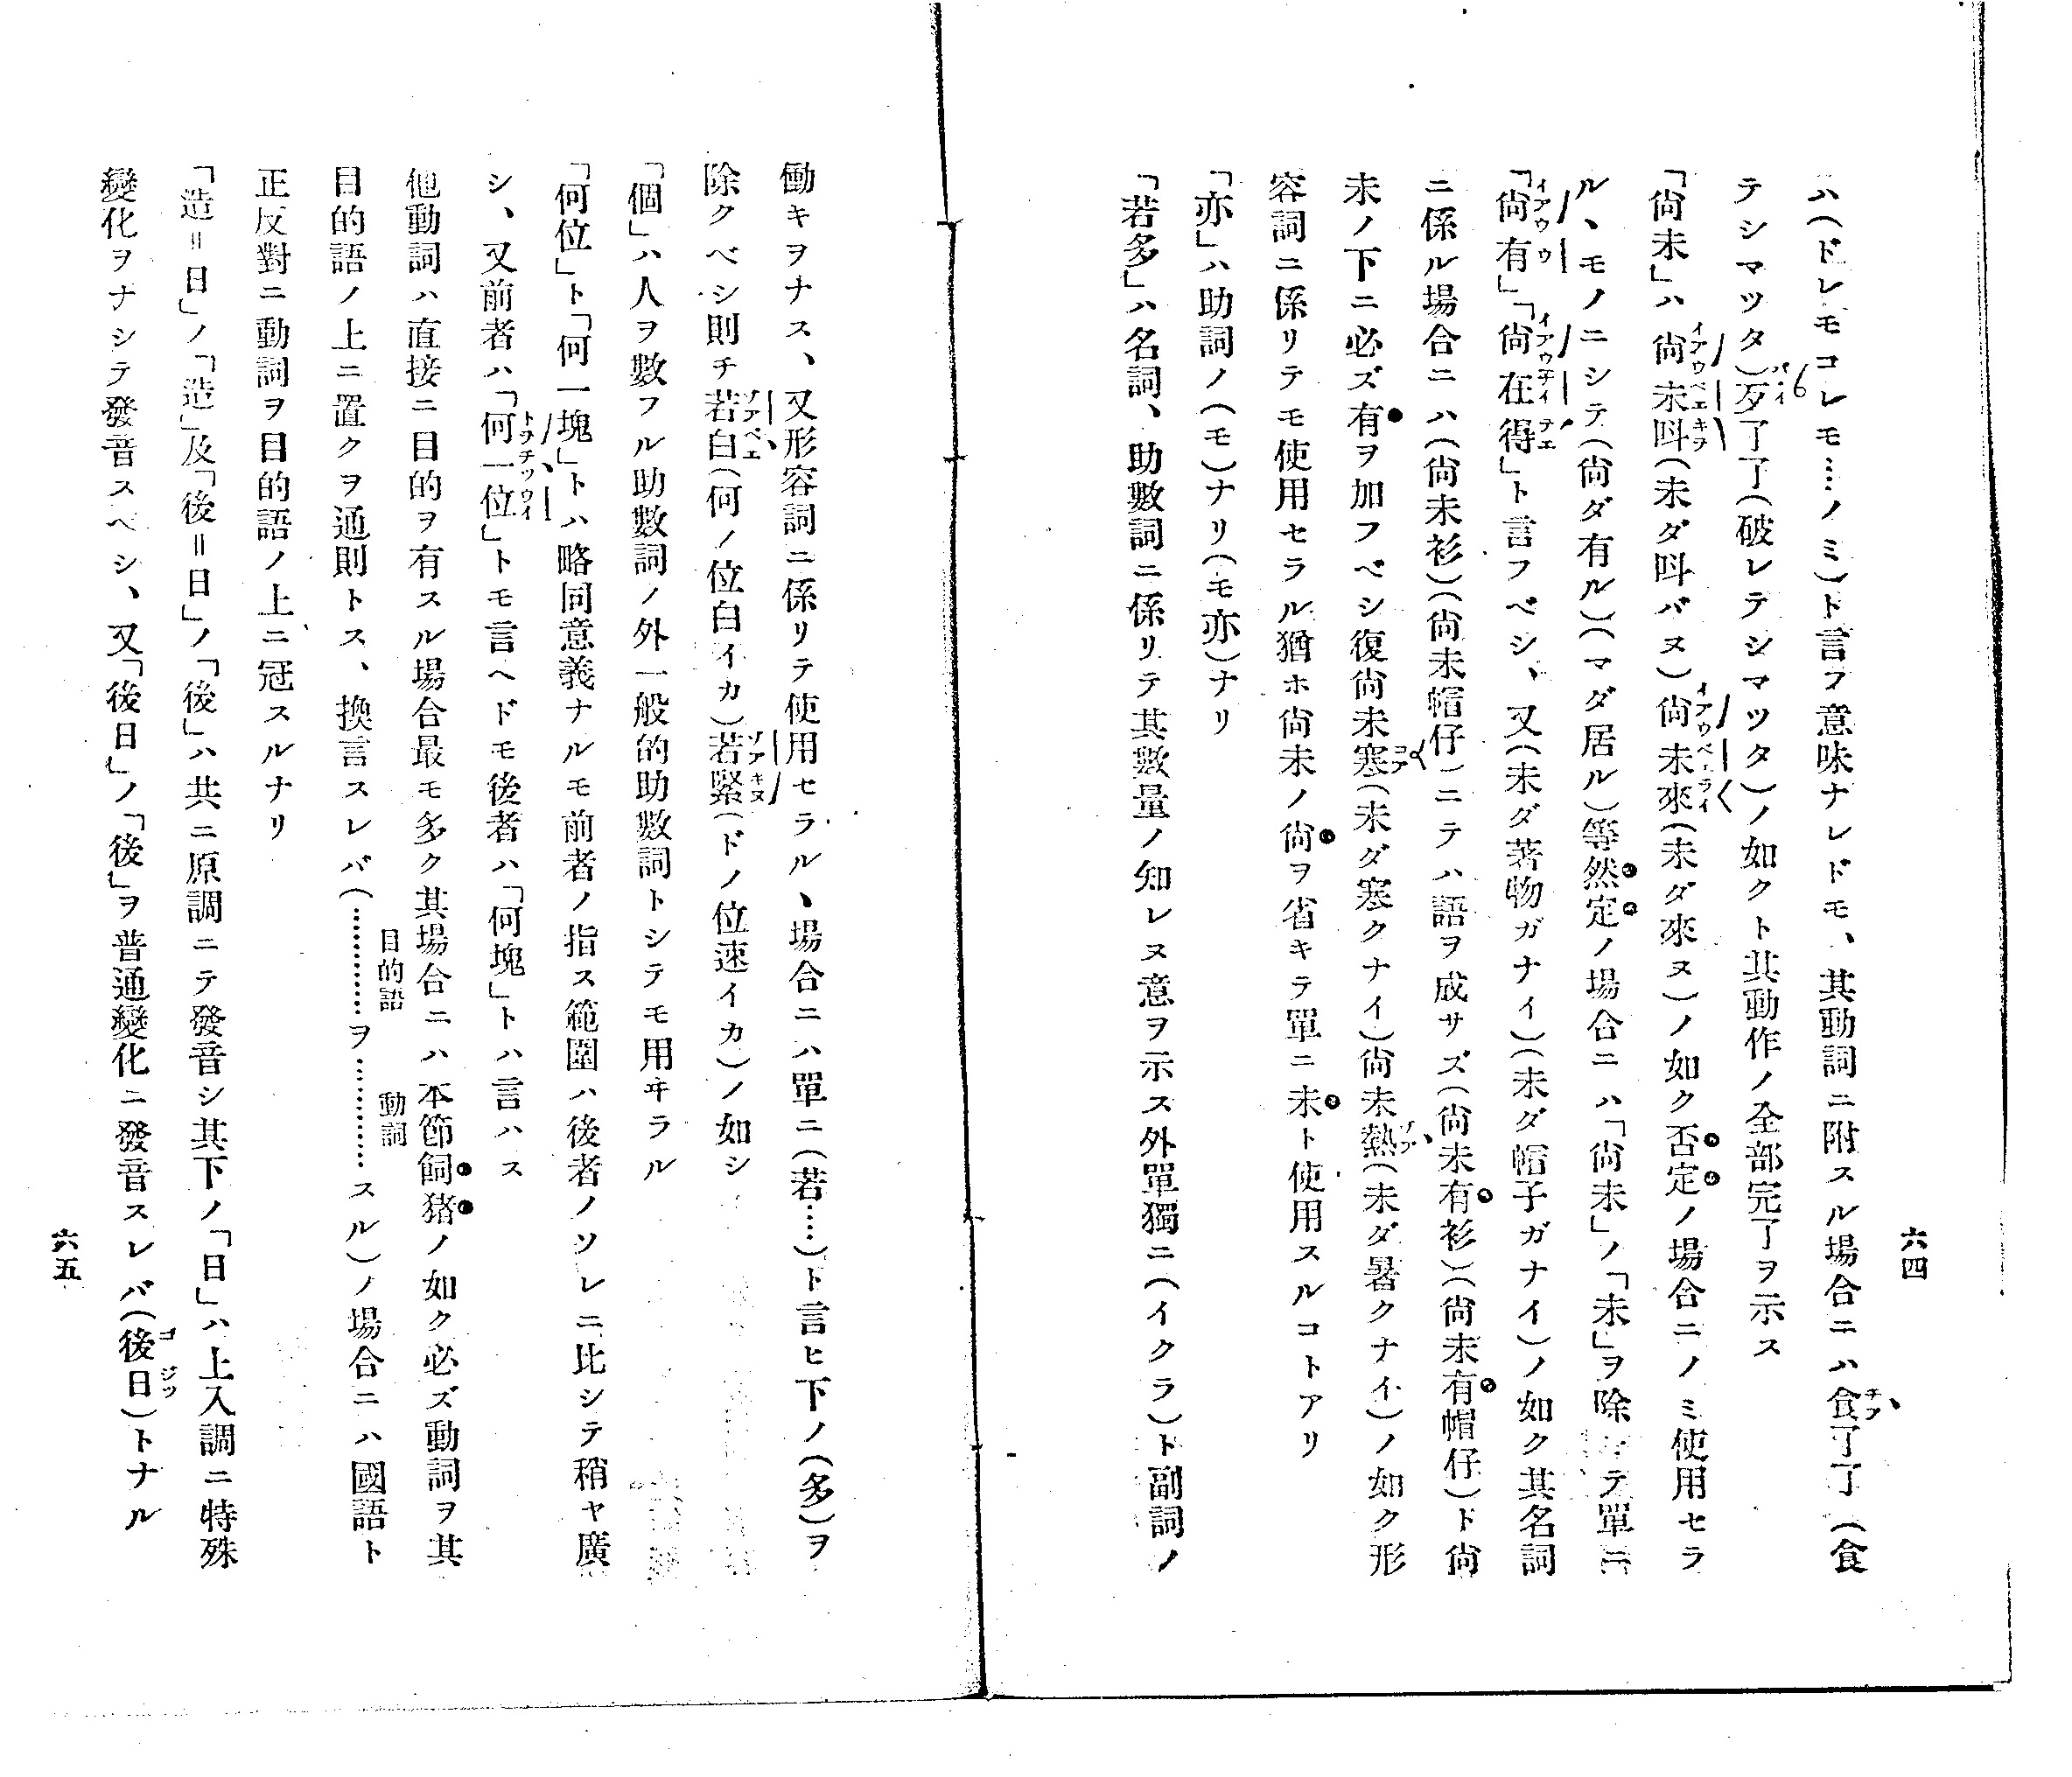 六四
ハ(ドレモコレモ……ノミ)ト言フ意味ナレドモ、其動詞ニ附スル場合ニハ食了了(食
テシマツタ)歹了了(破レテシマツタ)ノ如クト其動作ノ全部完了ヲ示ス
「尙未」ハ尙未呌(未ダ呌バヌ)尙未來(未ダ來ヌ)ノ如ク否定ノ場合ニノミ使用セラ
ル、モノニシテ(尙ダ有ル)(マダ居ル)等然定ノ場合ニハ「尙未」ノ「未」ヲ除テ單ニ
「尙有」「尙在得」ト言フベシ、又(未ダ著物ガナイ)(未ダ帽子ガナイ)ノ如ク其名詞
ニ係ル場合ニハ(尙未衫)(尙未帽仔)ニテハ語ヲ成サズ(尙未有衫)(尙未有帽仔)ド尙
未ノ下ニ必ズ有ヲ加フベシ復尙未寒(未ダ寒クナイ)尙未熱(未ダ暑クナイ)ノ如ク形
容詞ニ係リテモ使用セラル猶ホ尙未ノ尙ヲ省キテ單ニ未ト使用スルコトアリ
「亦」ハ助詞ノ(モ)ナリ(モ亦)ナリ
「若多」ハ名詞、助數詞ニ係リテ其數量ノ知レヌ意ヲ示ス外單獨ニ(イクラ)ト副詞ノ
働キヲナス、又形容詞ニ係リテ使用セラル、場合ニハ單ニ(若……)ト言ヒ下ノ(多)ヲ
除クベシ則チ若白(何ノ位白イカ)若緊(ドノ位速イカ)ノ如シ
「個」ハ人ヲ數フル助數詞ノ外一般的助數詞トシテモ用ヰラル
「何位」ト「何一塊」トハ略同意義ナルモ前者ノ指ス範圍ハ後者ノソレニ比シテ稍ヤ廣
シ、又前者ハ「何一位」トモ言ヘドモ後者ハ「何塊」トハ言ハス
他動詞ハ直接ニ目的ヲ有スル場合最モ多ク其場合ニハ本節飼猪ノ如ク必ズ動詞ヲ其
目的語ノ上ニ置クヲ通則トス、換言スレバ(…………ヲ…………スル)ノ場合ニハ國語ト
目的語 動詞
正反對ニ動詞ヲ目的語ノ上ニ冠スルナリ
「造=日」ノ「造」及「後=日」ノ「後」ハ共ニ原調ニテ發音シ其下ノ「日」ハ上入調ニ特殊
變化ヲナシテ發音スベシ、又「後日」ノ「後」ヲ普通變化ニ發音スレバ(後日)トナル
六五